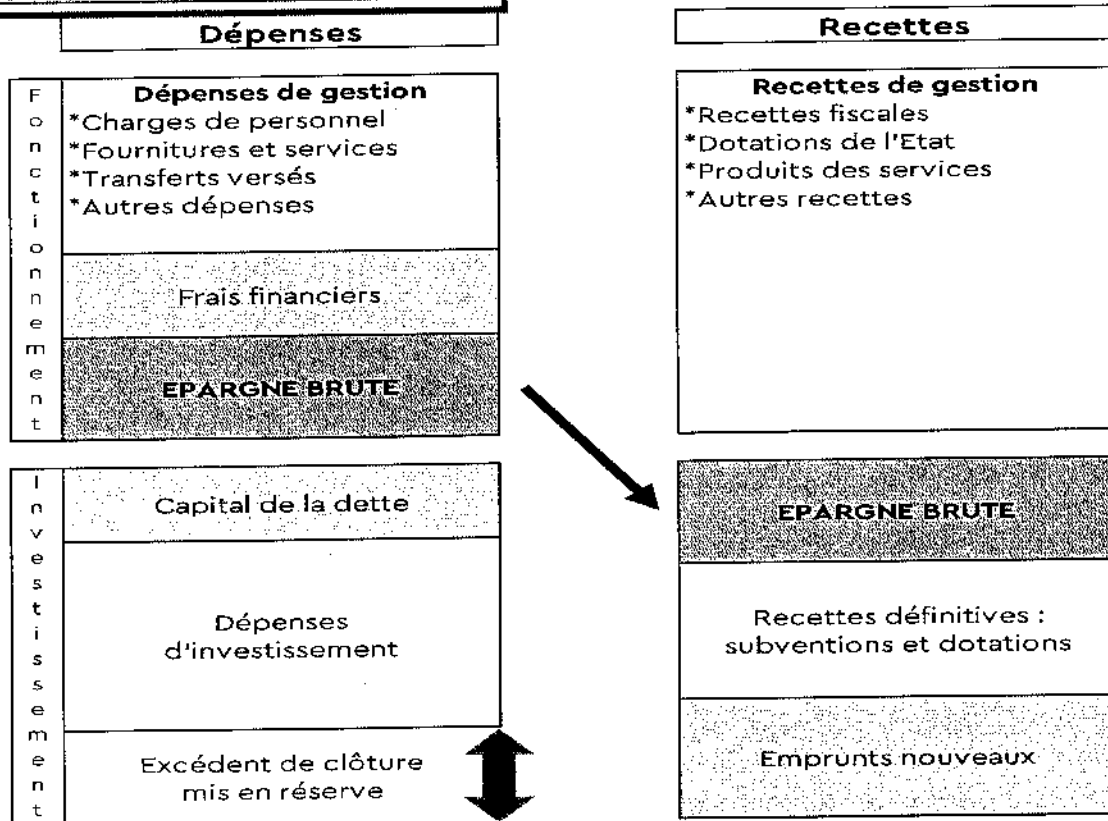 Dépenses
Recettes
Fonctionnement
Dépenses de gestion
*Charges de personnel
*Fournitures et services
*Transferts versés
*Autres dépenses
Frais financiers
EPARGNE BRUTE
Recettes de gestion
*Recettes fiscales
*Dotations de l'Etat
*Produits des services
*Autres recettes
Investissement
Capital de la dette
Dépenses
d'investissement
Excédent de clôture
mis en réserve
EPARGNE BRUTE
Recettes définitives :
subventions et dotations
Emprunts nouveaux